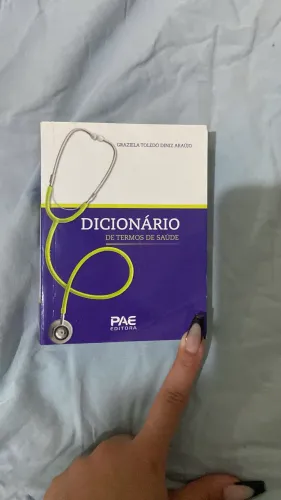 GRAZIELA TOLEDO DINIZ ARAÚJO
DICIONÁRIO
DE TERMOS DE SAÚDE
PAE
EDITORA